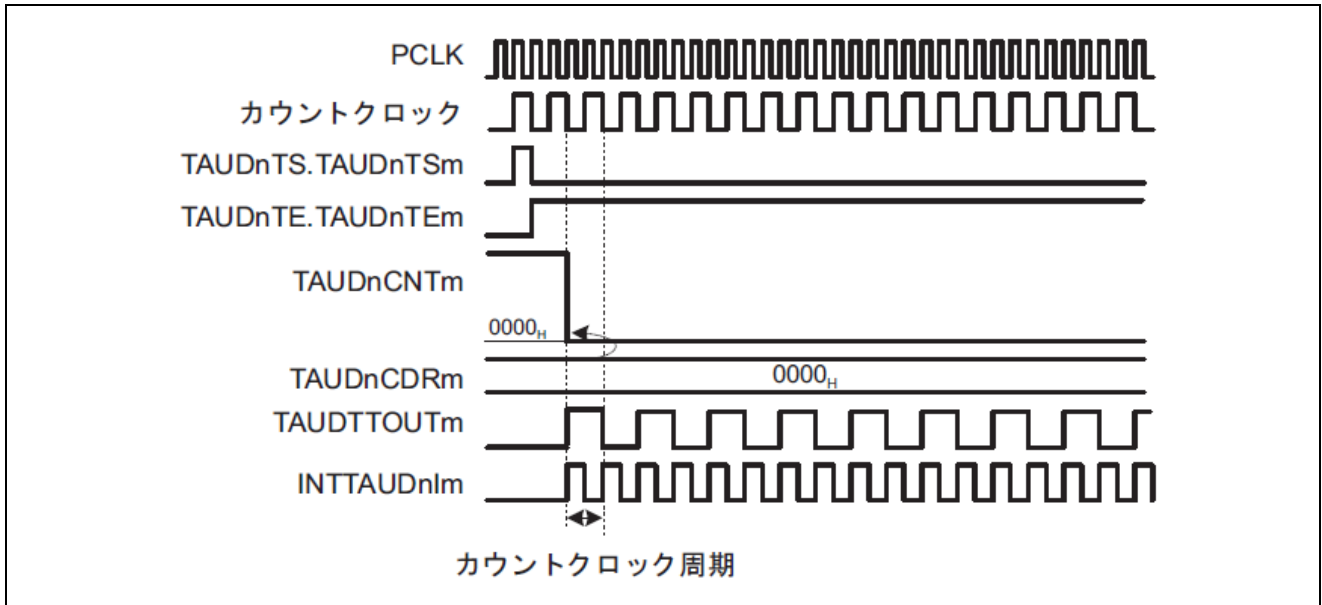 PCLK
カウントクロック
TAUDnTS.TAUDnTSm
TAUDnTE.TAUDnTEm
TAUDnCNTm
0000H
TAUDnCDRm
0000H
TAUDTTOUTm
INTTAUDnIm
カウントクロック周期